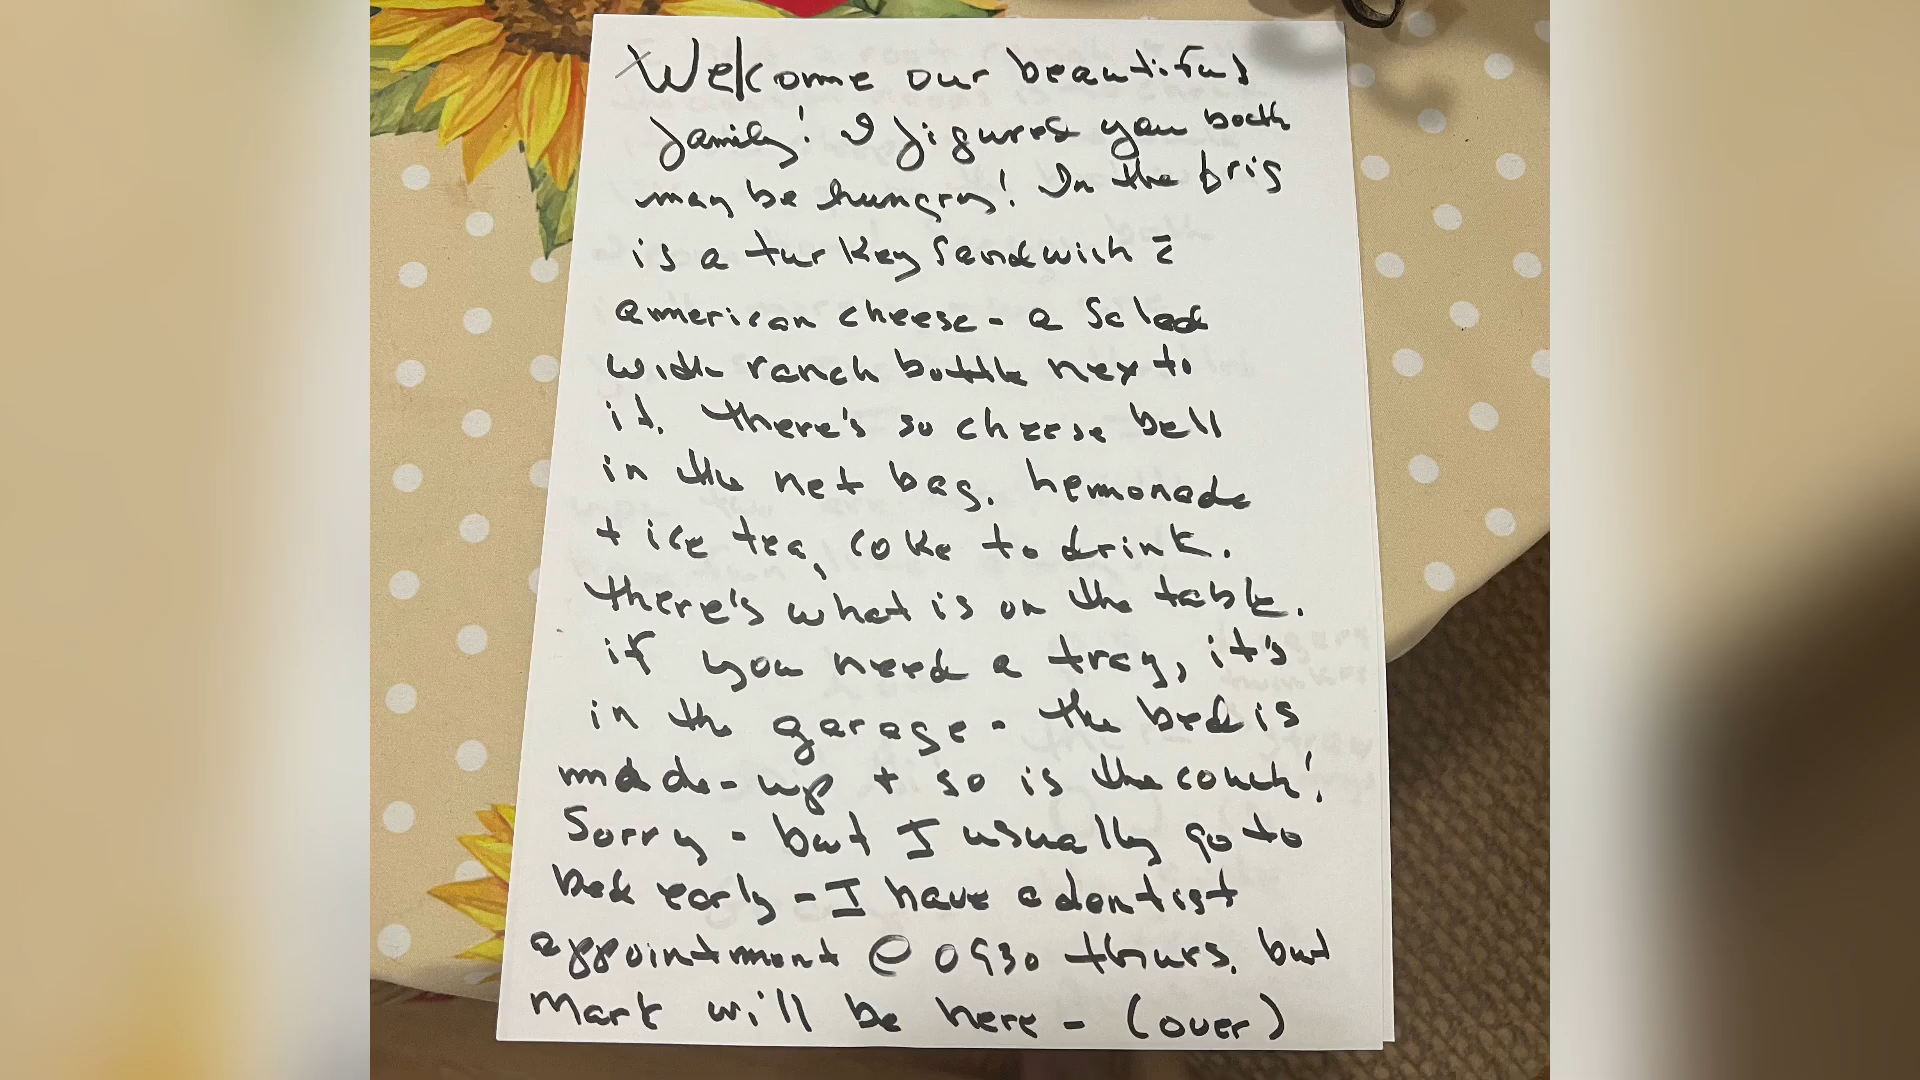 Welcome our beautiful
family! I figured you both
may be hungry! In the frig
is a turkey sandwich c̄
american cheese - a Salad
with ranch bottle next to
it. There's so cheese ball
in the net bag. Lemonade
+ ice tea, coke to drink.
There's what is on the table.
if you need a tray, it's
in the garage - the bed is
made-up + so is the couch!
Sorry - but I usually go to
bed early - I have a dentist
appointment @ 0930 thurs. but
Mark will be here - (over)